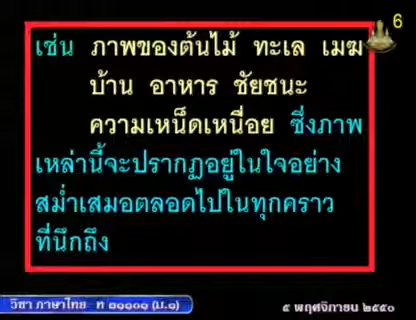 6
เช่น ภาพของต้นไม้ ทะเล เมฆ
บ้าน อาหาร ชัยชนะ
ความเหน็ดเหนื่อย ซึ่งภาพ
เหล่านี้จะปรากฏอยู่ในใจอย่าง
สม่ำเสมอตลอดไปในทุกคราว
ที่นึกถึง
วิชา ภาษาไทย ท ๓๑๑๐๑ (ม.๑)
๕ พฤศจิกายน ๒๕๕๐